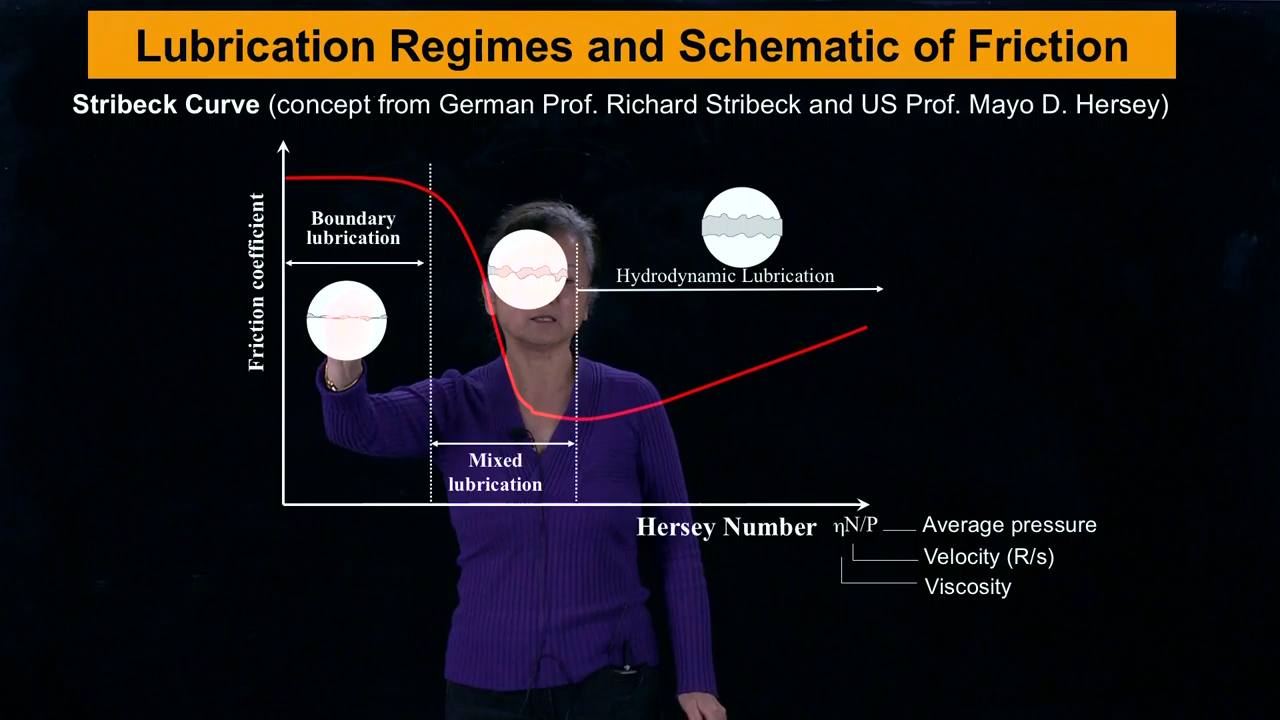 Lubrication Regimes and Schematic of Friction
Stribeck Curve (concept from German Prof. Richard Stribeck and US Prof. Mayo D. Hersey)
Friction coefficient
Boundary
lubrication
Hydrodynamic Lubrication
Mixed
lubrication
Hersey Number ηN/P
Average pressure
Velocity (R/s)
Viscosity